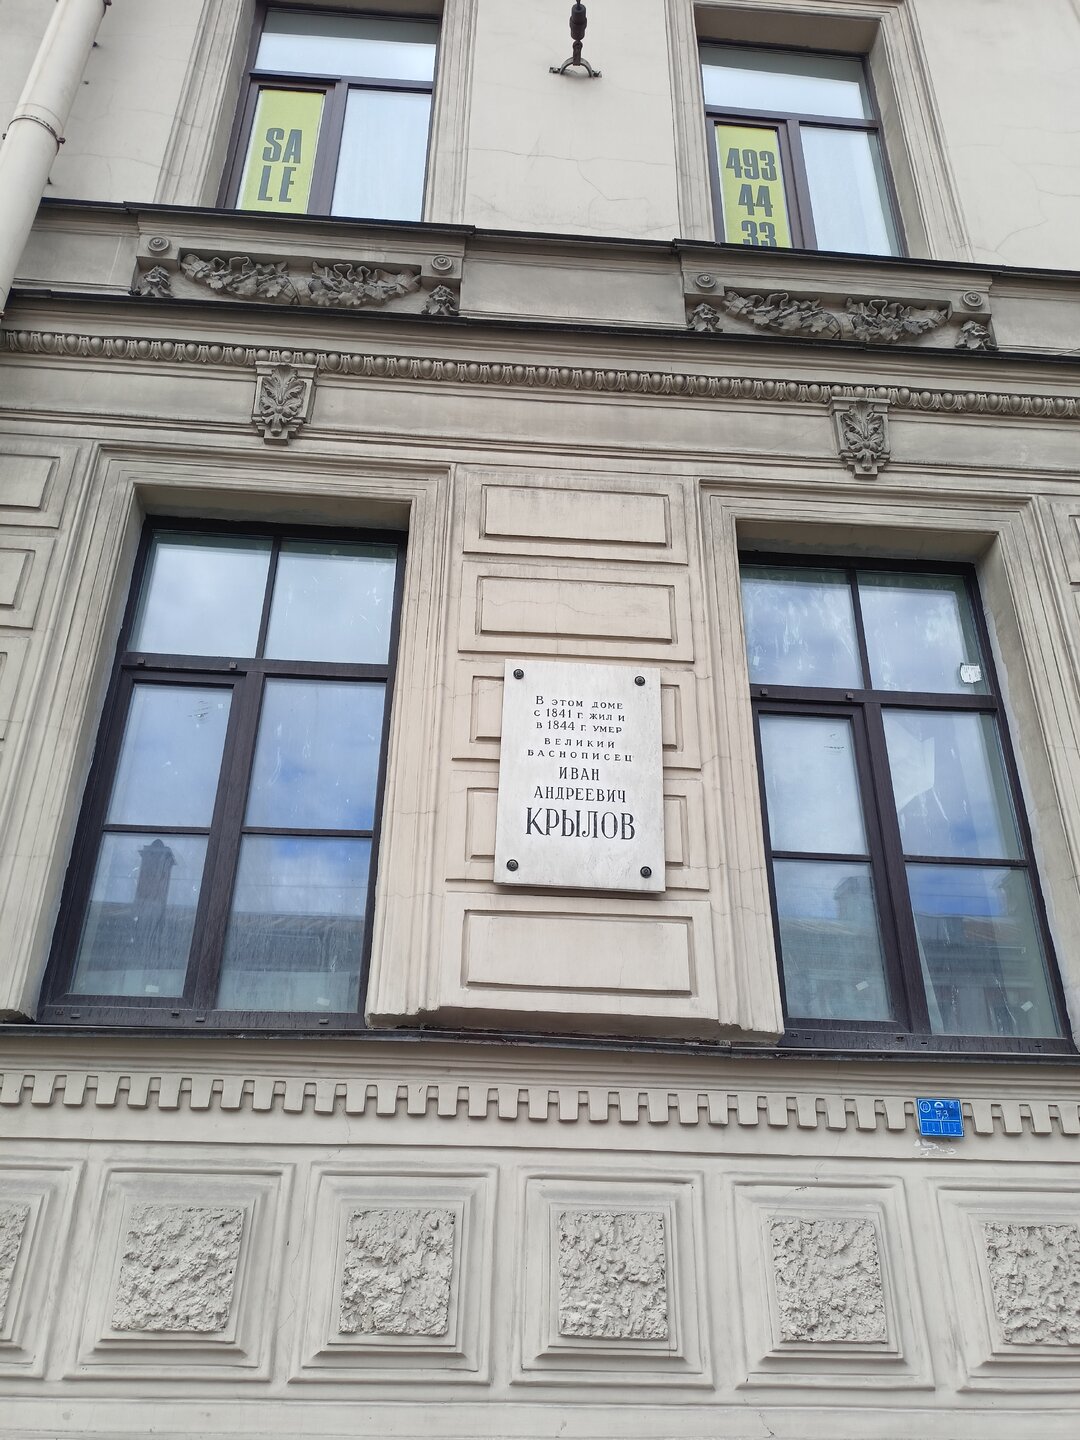 SA
LE
493
44
33
В ЭТОМ ДОМЕ
С 1841 Г. ЖИЛ И
В 1844 Г. УМЕР
ВЕЛИКИЙ
БАСНОПИСЕЦ
ИВАН
АНДРЕЕВИЧ
КРЫЛОВ